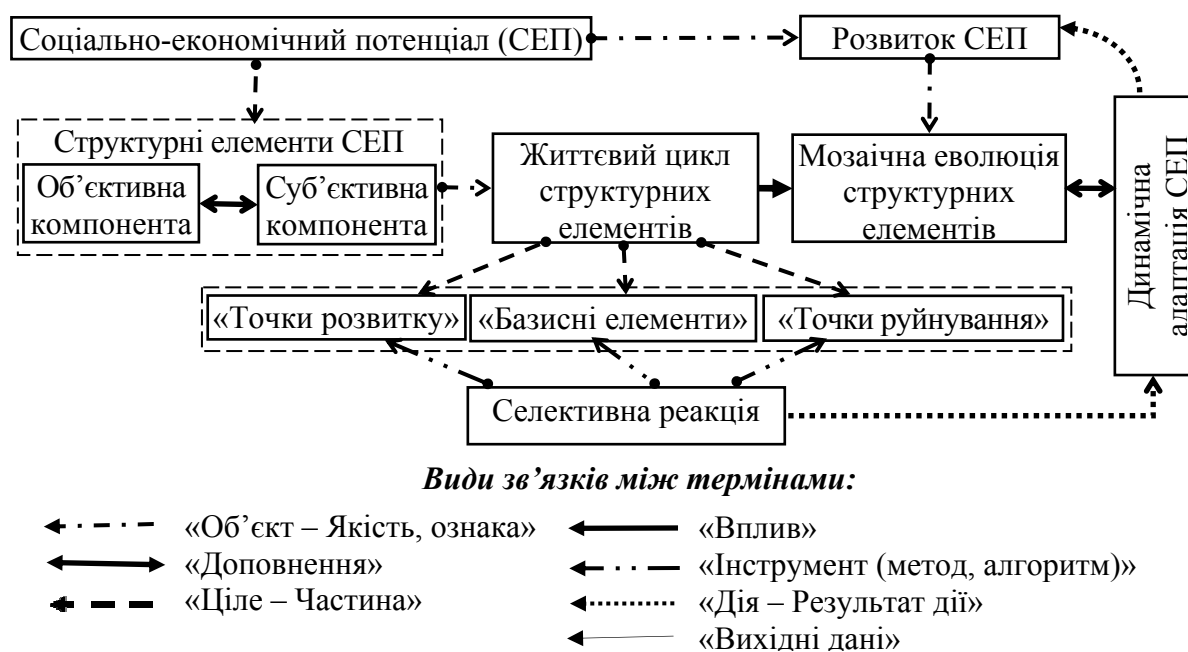 Соціально-економічний потенціал (СЕП)
Розвиток СЕП
Структурні елементи СЕП
Об’єктивна
компонента
Суб’єктивна
компонента
Життєвий цикл
структурних
елементів
Мозаїчна еволюція
структурних
елементів
Динамічна
адаптація СЕП
«Точки розвитку»
«Базисні елементи»
«Точки руйнування»
Селективна реакція
Види зв’язків між термінами:
«Об’єкт – Якість, ознака»
«Доповнення»
«Ціле – Частина»
«Вплив»
«Інструмент (метод, алгоритм)»
«Дія – Результат дії»
«Вихідні дані»